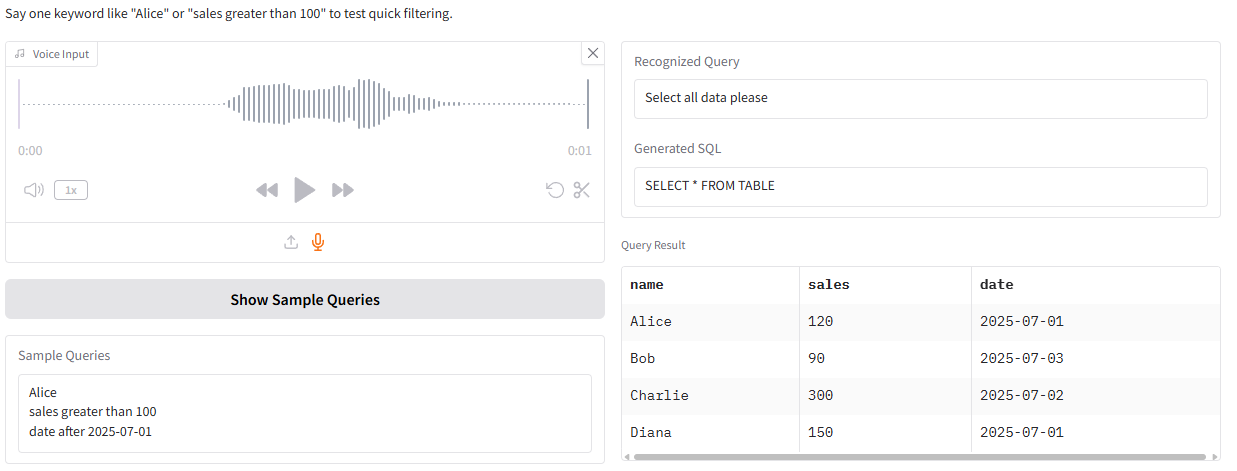 Say one keyword like "Alice" or "sales greater than 100" to test quick filtering.
Voice Input
0:00
0:01
1x
Show Sample Queries
Sample Queries
Alice
sales greater than 100
date after 2025-07-01
Recognized Query
Select all data please
Generated SQL
SELECT * FROM TABLE
Query Result
name sales date
Alice 120 2025-07-01
Bob 90 2025-07-03
Charlie 300 2025-07-02
Diana 150 2025-07-01